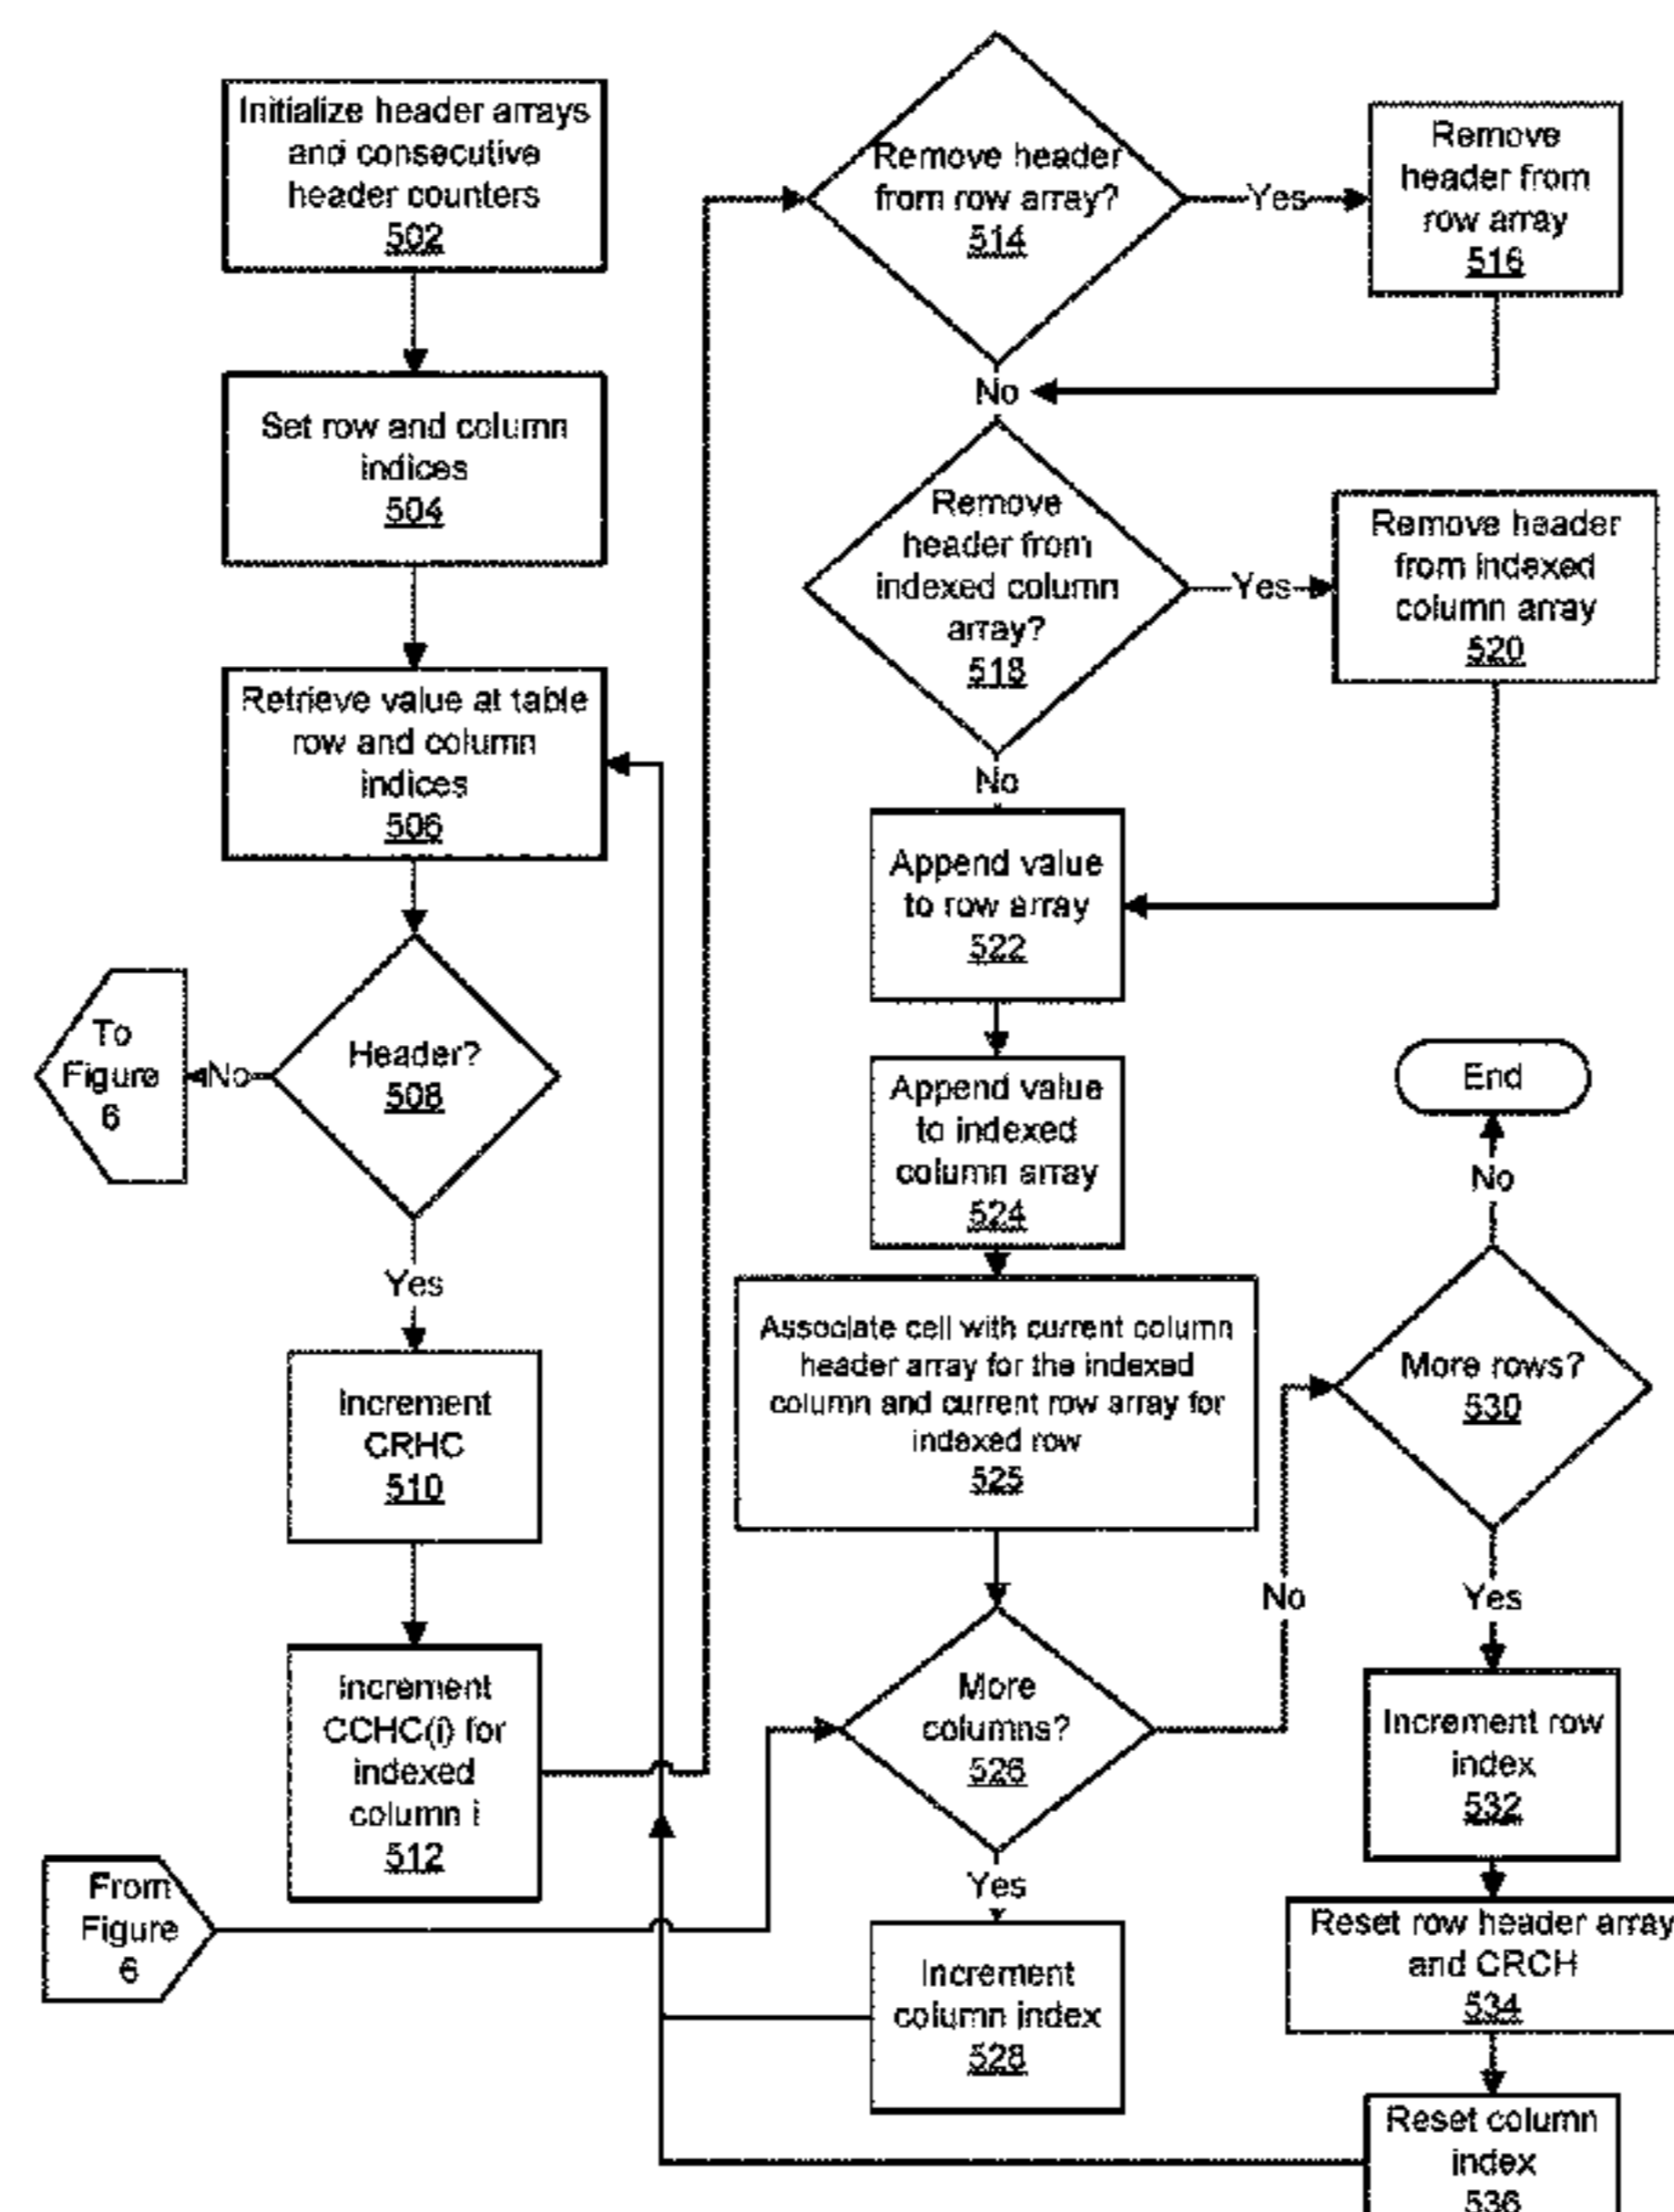 Initialize header arrays
and consecutive
header counters
502
Set row and column
indices
504
Retrieve value at table
row and column
indices
506
Header?
508
No
To
Figure
6
Yes
Increment
CRHC
510
Increment
CCHC(i) for
indexed
column i
512
From
Figure
6
Remove header
from row array?
514
Yes
Remove
header from
row array
516
No
Remove
header from
indexed column
array?
518
Yes
Remove header
from indexed
column array
520
No
Append value
to row array
522
Append value
to indexed
column array
524
Associate cell with current column
header array for the indexed
column and current row array for
indexed row
525
More
columns?
526
No
Yes
Increment
column index
528
End
No
More rows?
530
Yes
Increment row
index
532
Reset row header array
and CRCH
534
Reset column
index
536